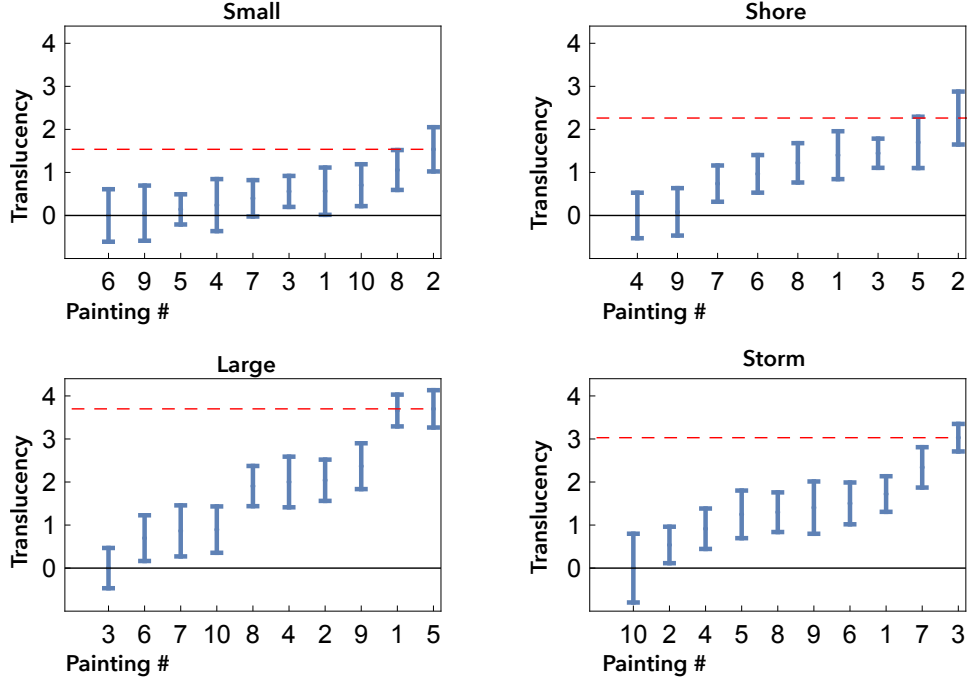 Small
Translucency
4
3
2
1
0
6 9 5 4 7 3 1 10 8 2
Painting #
Shore
Translucency
4
3
2
1
0
4 9 7 6 8 1 3 5 2
Painting #
Large
Translucency
4
3
2
1
0
3 6 7 10 8 4 2 9 1 5
Painting #
Storm
Translucency
4
3
2
1
0
10 2 4 5 8 9 6 1 7 3
Painting #